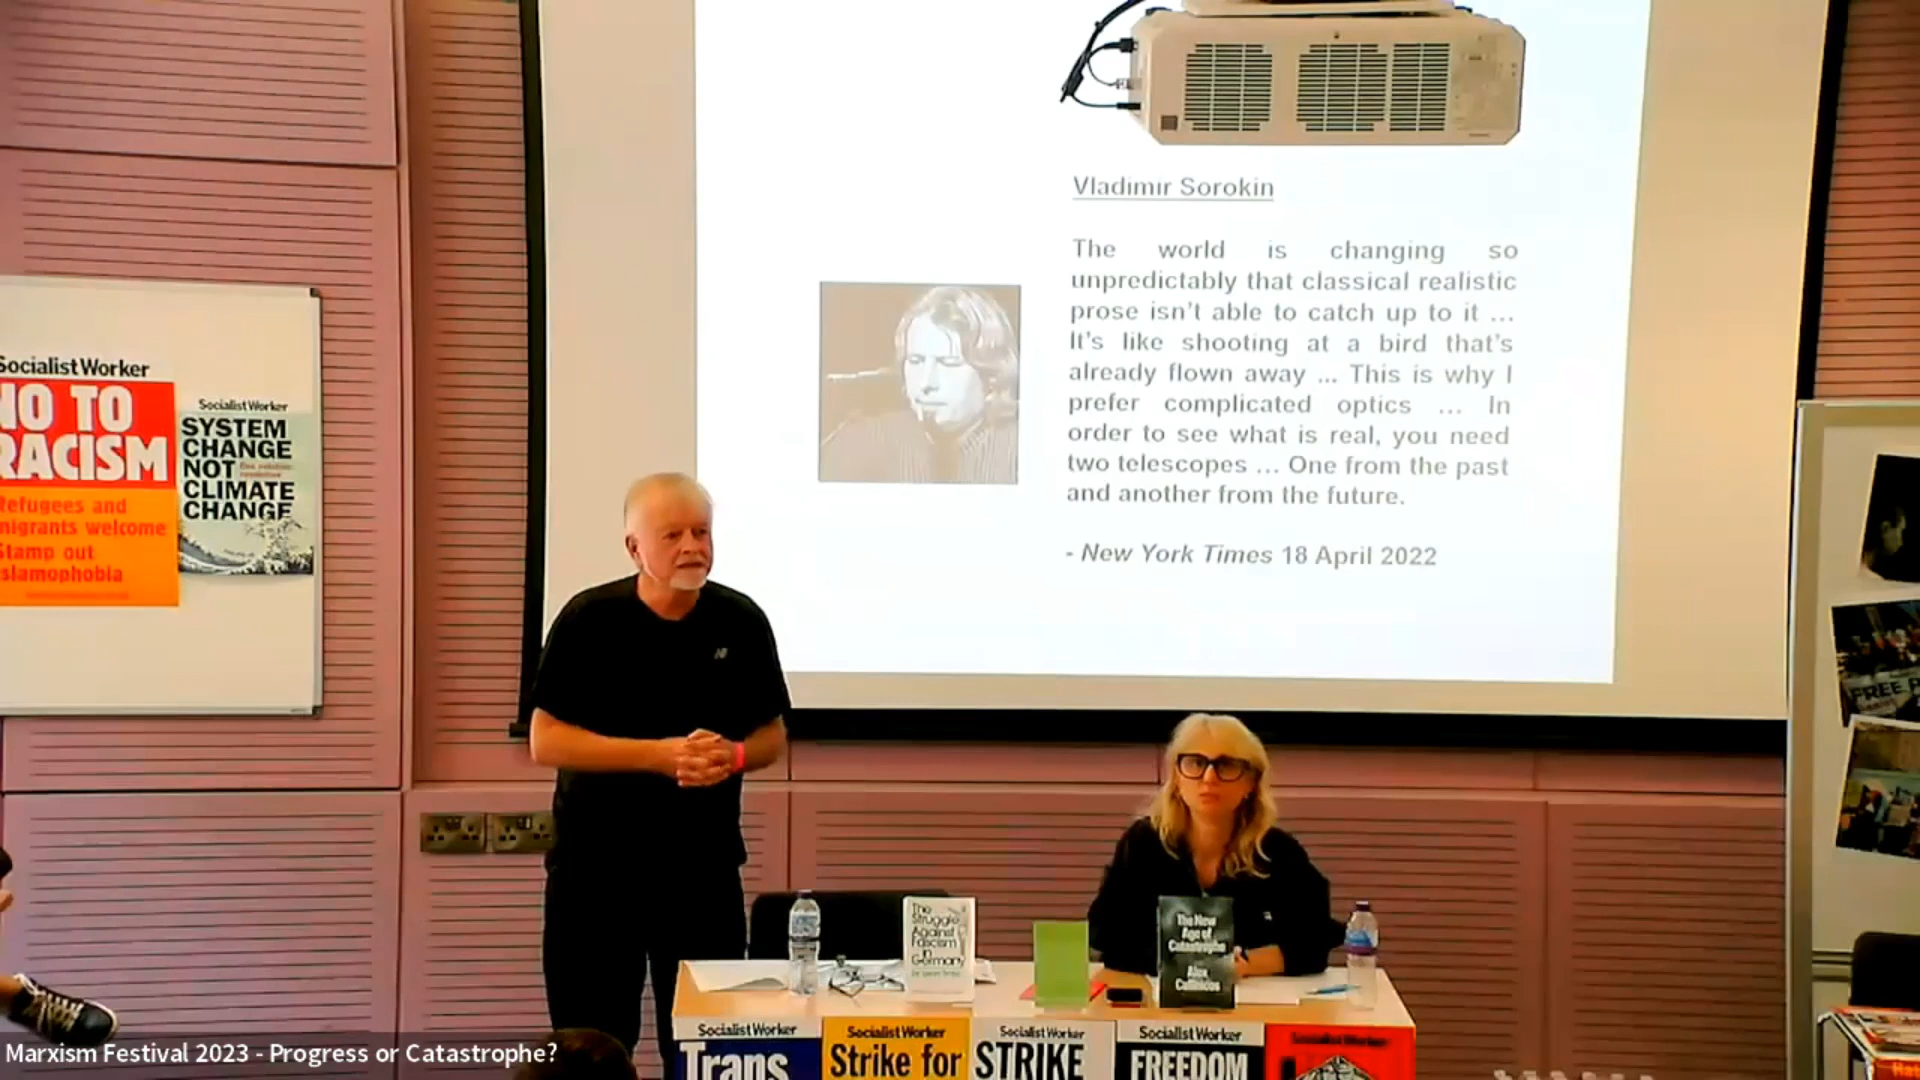 Vladimir Sorokin
The world is changing so
unpredictably that classical realistic
prose isn't able to catch up to it ...
It's like shooting at a bird that's
already flown away ... This is why I
prefer complicated optics ... In
order to see what is real, you need
two telescopes ... One from the past
and another from the future.
- New York Times 18 April 2022
Socialist Worker
NO TO
RACISM
Refugees and
migrants welcome
Stamp out
Islamophobia
Socialist Worker
SYSTEM
CHANGE
NOT
CLIMATE
CHANGE
FREE P
The
Struggle
Against
Fascism
in
Germany
The New
Age of
Catastrophe
Alex
Callinicos
Socialist Worker
Trans
Socialist Worker
Strike for
Socialist Worker
STRIKE
Socialist Worker
FREEDOM
Socialist Worker
Marxism Festival 2023 - Progress or Catastrophe?